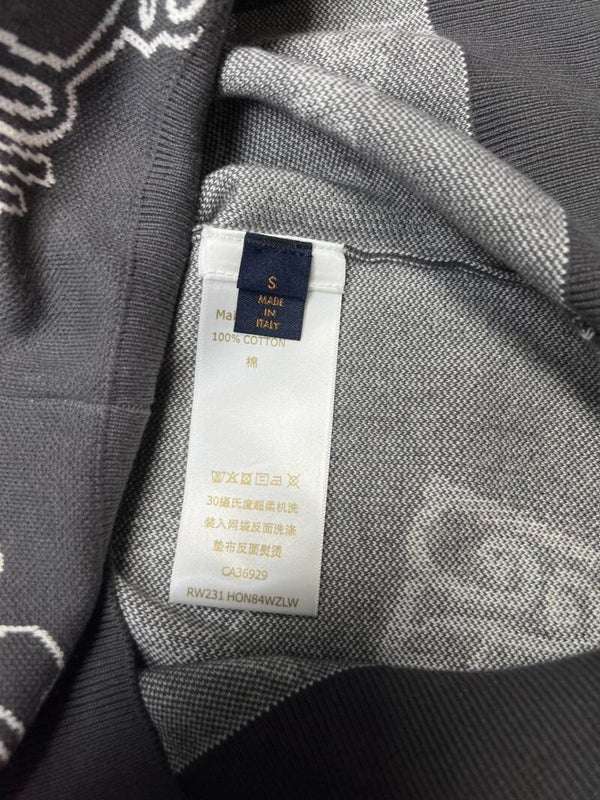 S
MADE
IN
ITALY
Mai
100% COTTON
棉
30摄氏度超柔机洗
装入网袋反面洗涤
垫布反面熨烫
CA36929
RW231 HON84WZLW